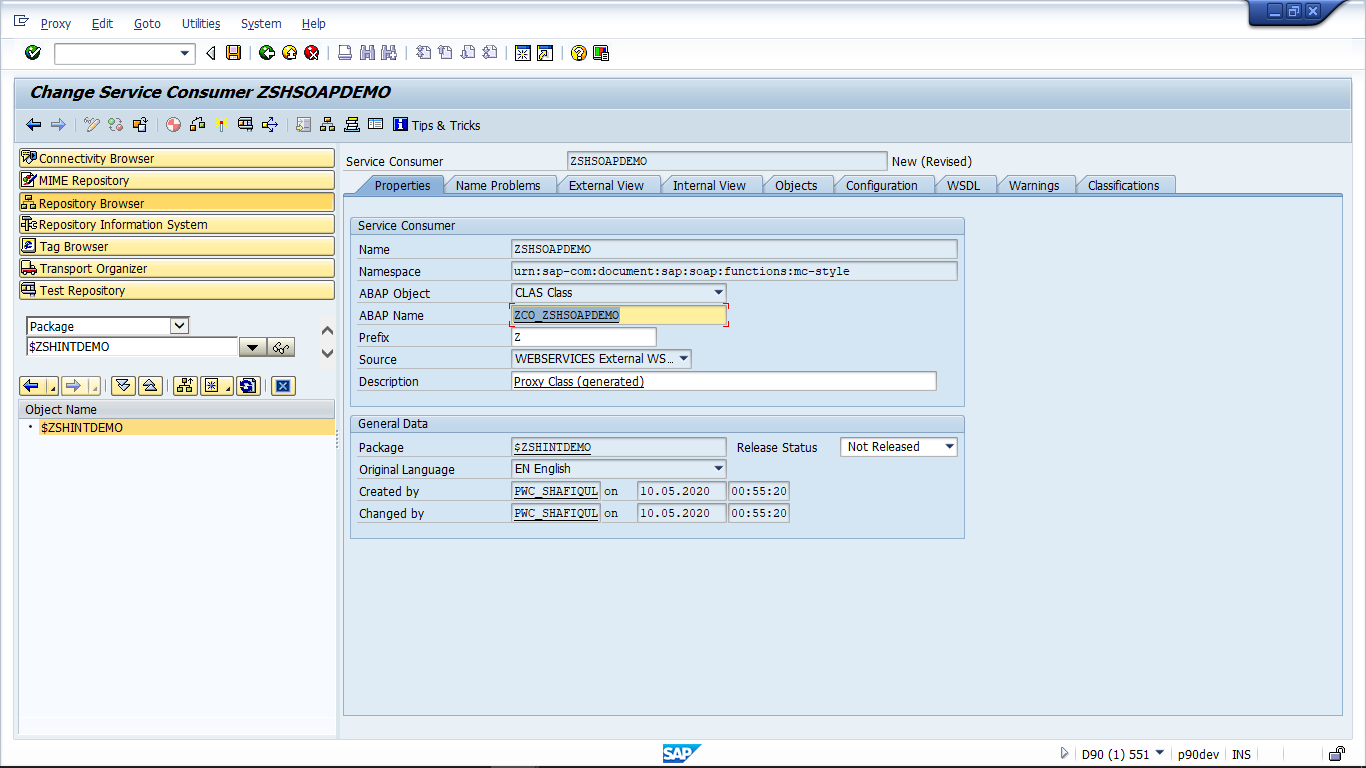 Proxy Edit Goto Utilities System Help
Change Service Consumer ZSHSOAPDEMO
Tips & Tricks
Connectivity Browser
MIME Repository
Repository Browser
Repository Information System
Tag Browser
Transport Organizer
Test Repository
Package
$ZSHINTDEMO
Object Name
$ZSHINTDEMO
Service Consumer ZSHSOAPDEMO New (Revised)
Properties Name Problems External View Internal View Objects Configuration WSDL Warnings Classifications
Service Consumer
Name ZSHSOAPDEMO
Namespace urn:sap-com:document:sap:soap:functions:mc-style
ABAP Object CLAS Class
ABAP Name ZCO_ZSHSOAPDEMO
Prefix Z
Source WEBSERVICES External WS...
Description Proxy Class (generated)
General Data
Package $ZSHINTDEMO Release Status Not Released
Original Language EN English
Created by PWC_SHAFIQUL on 10.05.2020 00:55:20
Changed by PWC_SHAFIQUL on 10.05.2020 00:55:20
SAP D90 (1) 551 p90dev INS